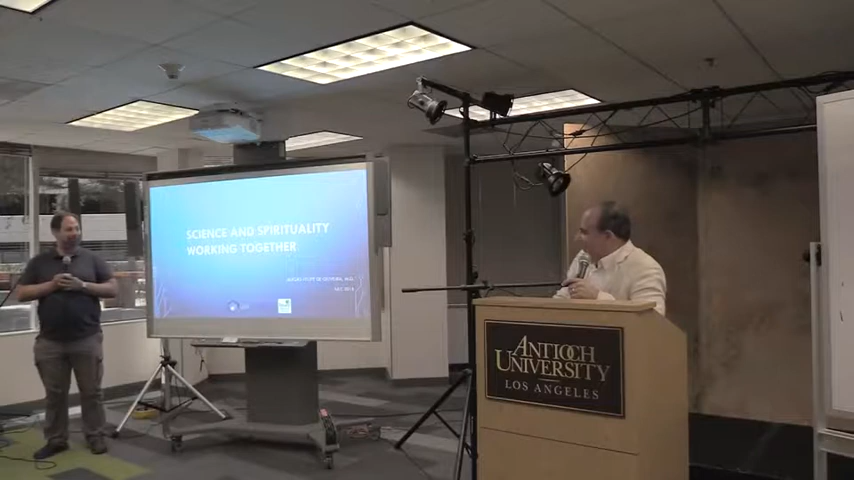 SCIENCE AND SPIRITUALITY
WORKING TOGETHER
ANTIOCH
UNIVERSITY
LOS ANGELES